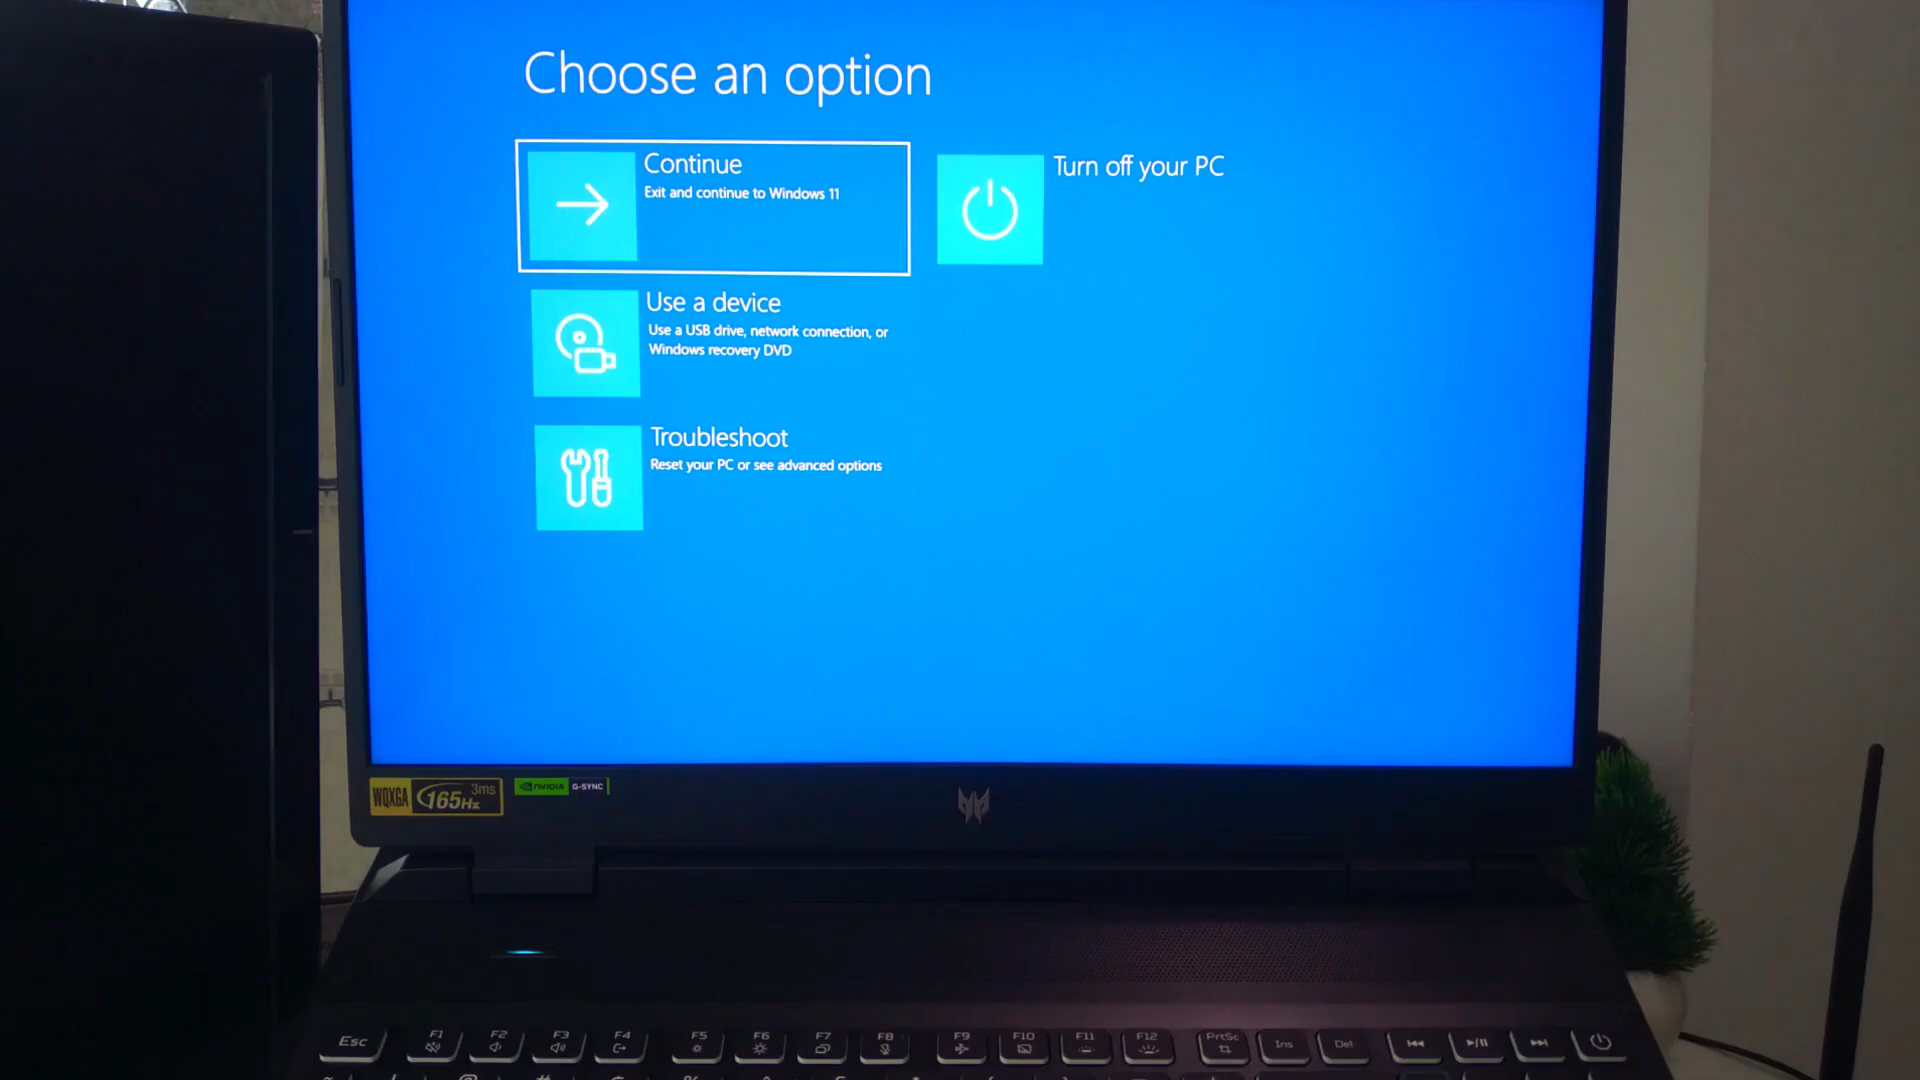 Choose an option
Continue
Exit and continue to Windows 11
Turn off your PC
Use a device
Use a USB drive, network connection, or
Windows recovery DVD
Troubleshoot
Reset your PC or see advanced options
WQXGA 165Hz 3ms
NVIDIA G-SYNC
Esc F1 F2 F3 F4 F5 F6 F7 F8 F9 F10 F11 F12 PrtSc Ins Del